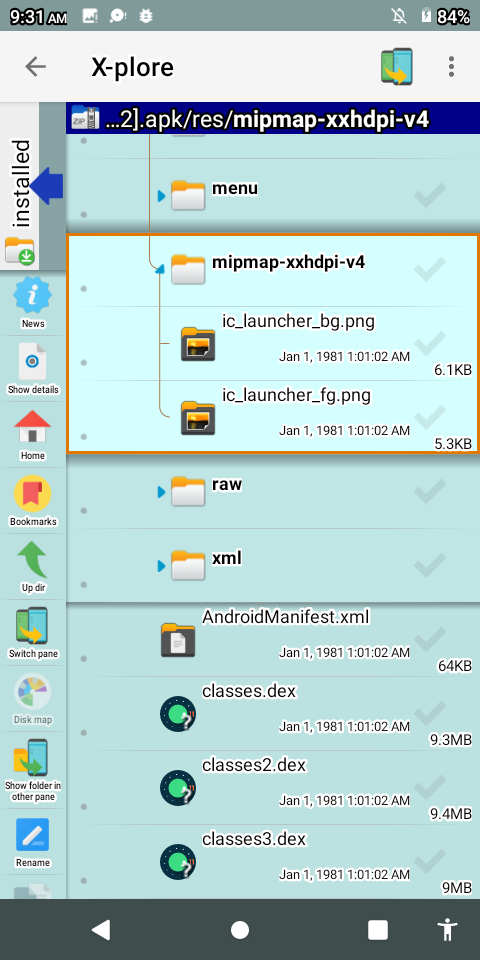 9:31 AM
84%
X-plore
ZIP
...2].apk/res/mipmap-xxhdpi-v4
installed
menu
mipmap-xxhdpi-v4
ic_launcher_bg.png
Jan 1, 1981 1:01:02 AM
6.1KB
ic_launcher_fg.png
Jan 1, 1981 1:01:02 AM
5.3KB
raw
xml
AndroidManifest.xml
Jan 1, 1981 1:01:02 AM
64KB
classes.dex
Jan 1, 1981 1:01:02 AM
9.3MB
classes2.dex
Jan 1, 1981 1:01:02 AM
9.4MB
classes3.dex
Jan 1, 1981 1:01:02 AM
9MB
News
Show details
Home
Bookmarks
Up dir
Switch pane
Disk map
Show folder in
other pane
Rename